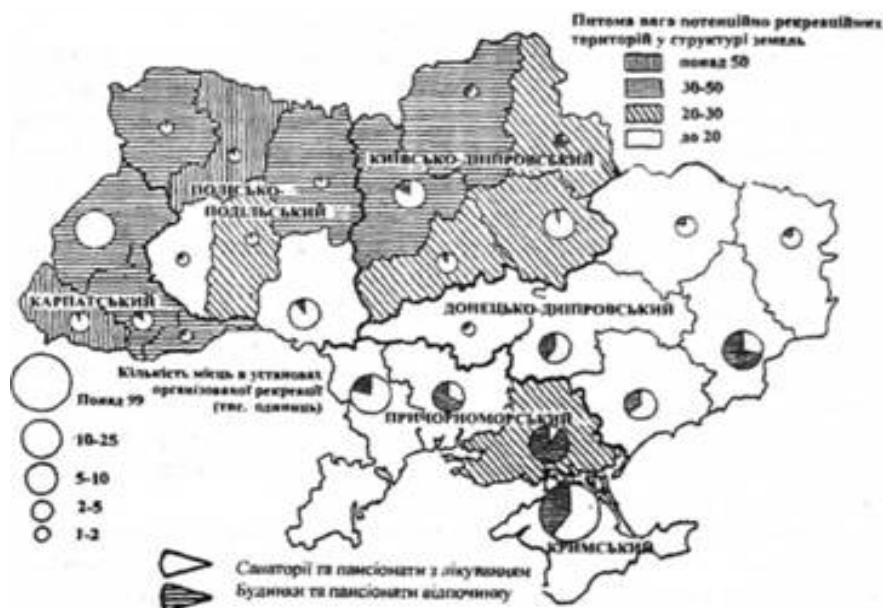 Питома вага потенційно рекреаційних
територій у структурі земель
понад 50
30-50
20-30
до 20
КИЇВСЬКО-ДНІПРОВСЬКИЙ
ПОЛІСЬКО-
ПОДІЛЬСЬКИЙ
КАРПАТСЬКИЙ
ДОНЕЦЬКО-ДНІПРОВСЬКИЙ
Кількість місць в установах
організованої рекреації
(тис. одиниць)
Понад 99
10-25
5-10
2-5
1-2
ПРИЧОРНОМОРСЬКИЙ
КРИМСЬКИЙ
Санаторії та пансіонати з лікуванням
Будинки та пансіонати відпочинку